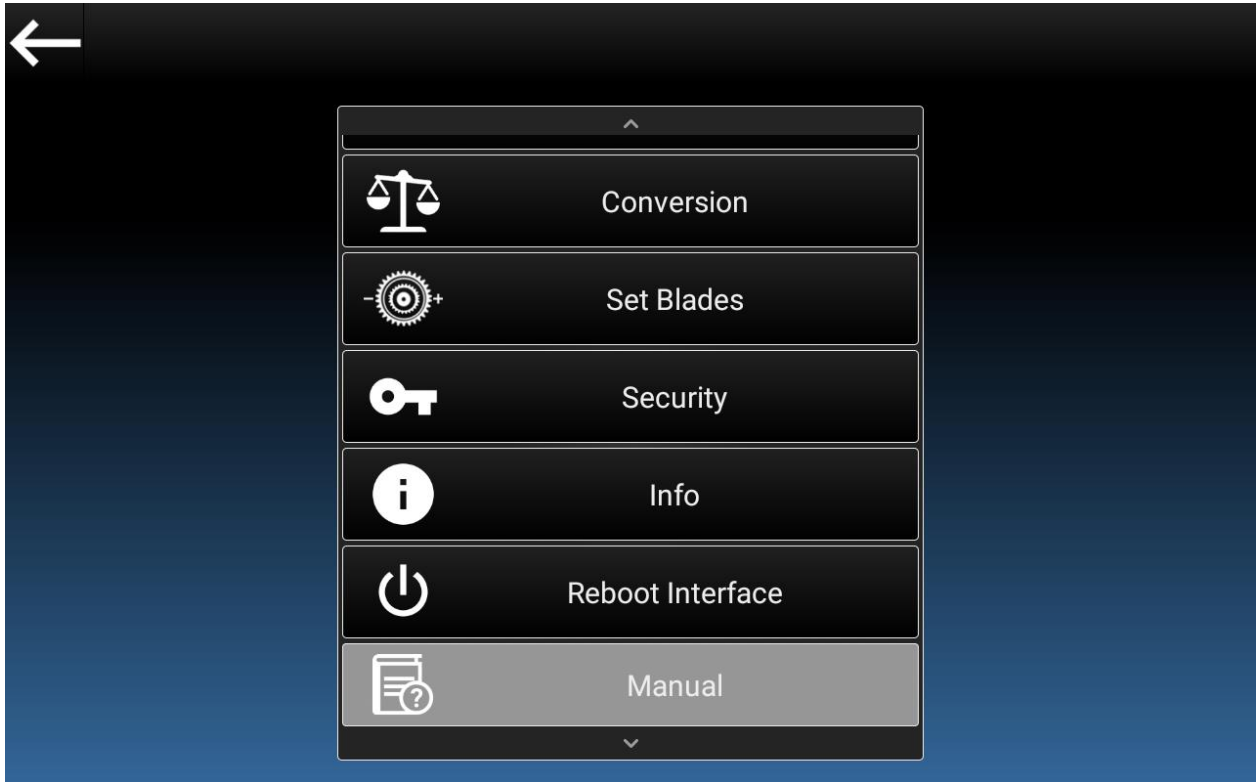 Conversion
Set Blades
Security
Info
Reboot Interface
Manual